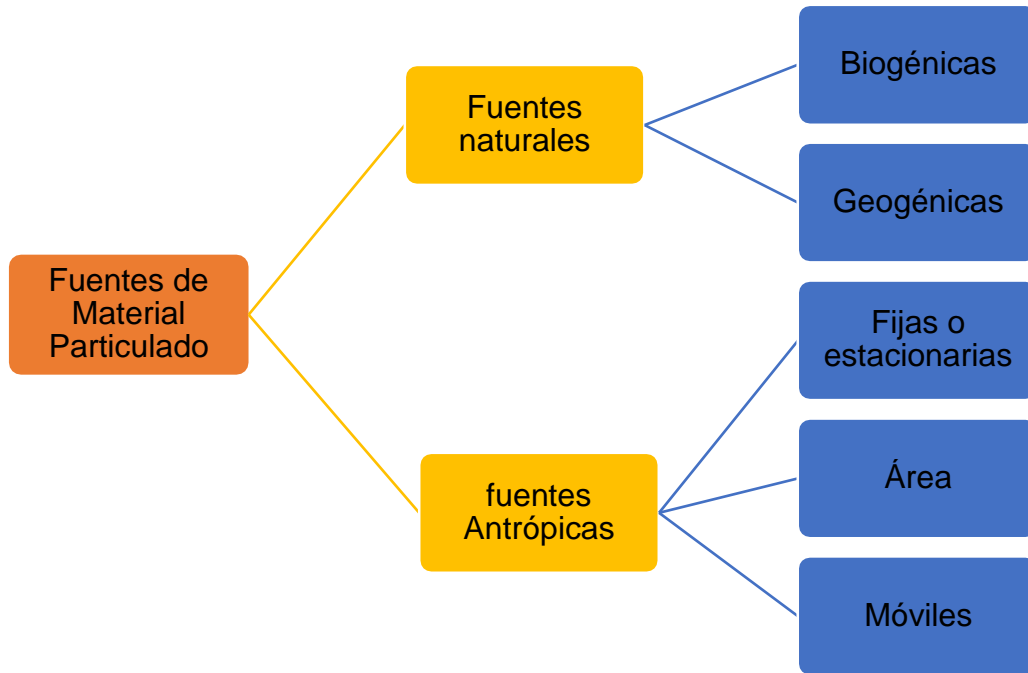 Fuentes de
Material
Particulado
Fuentes
naturales
Biogénicas
Geogénicas
fuentes
Antrópicas
Fijas o
estacionarias
Área
Móviles